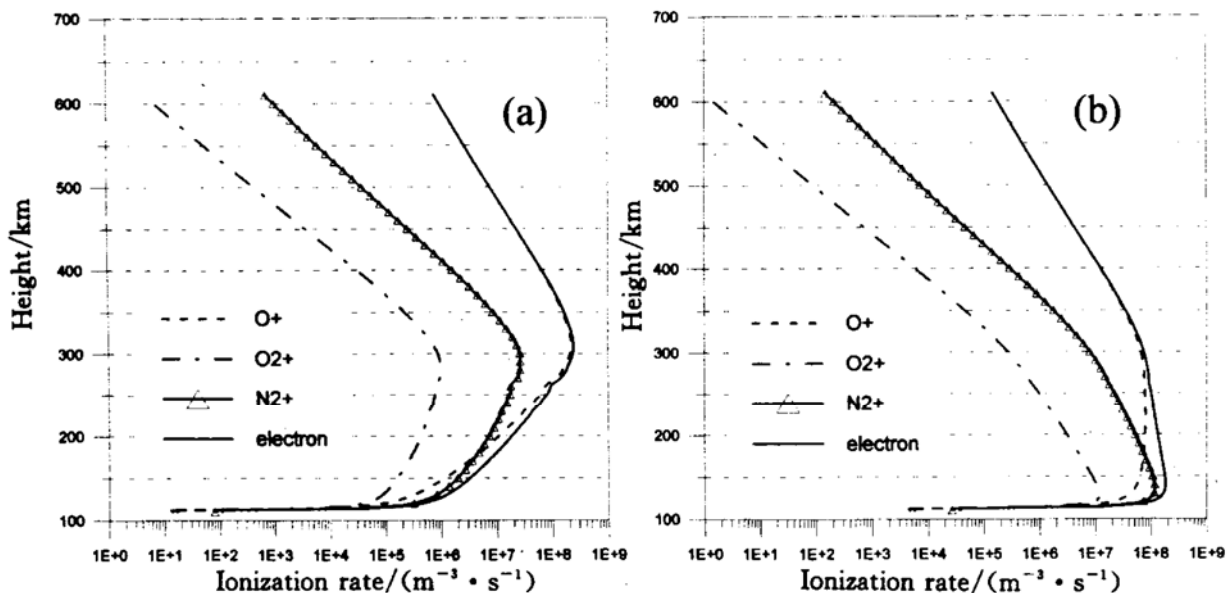 700
600
500
400
300
200
100
Height/km
(a)
O+
O2+
N2+
electron
1E+0 1E+1 1E+2 1E+3 1E+4 1E+5 1E+6 1E+7 1E+8 1E+9
Ionization rate/(m⁻³・s⁻¹)
700
600
500
400
300
200
100
Height/km
(b)
O+
O2+
N2+
electron
1E+0 1E+1 1E+2 1E+3 1E+4 1E+5 1E+6 1E+7 1E+8 1E+9
Ionization rate/(m⁻³・s⁻¹)